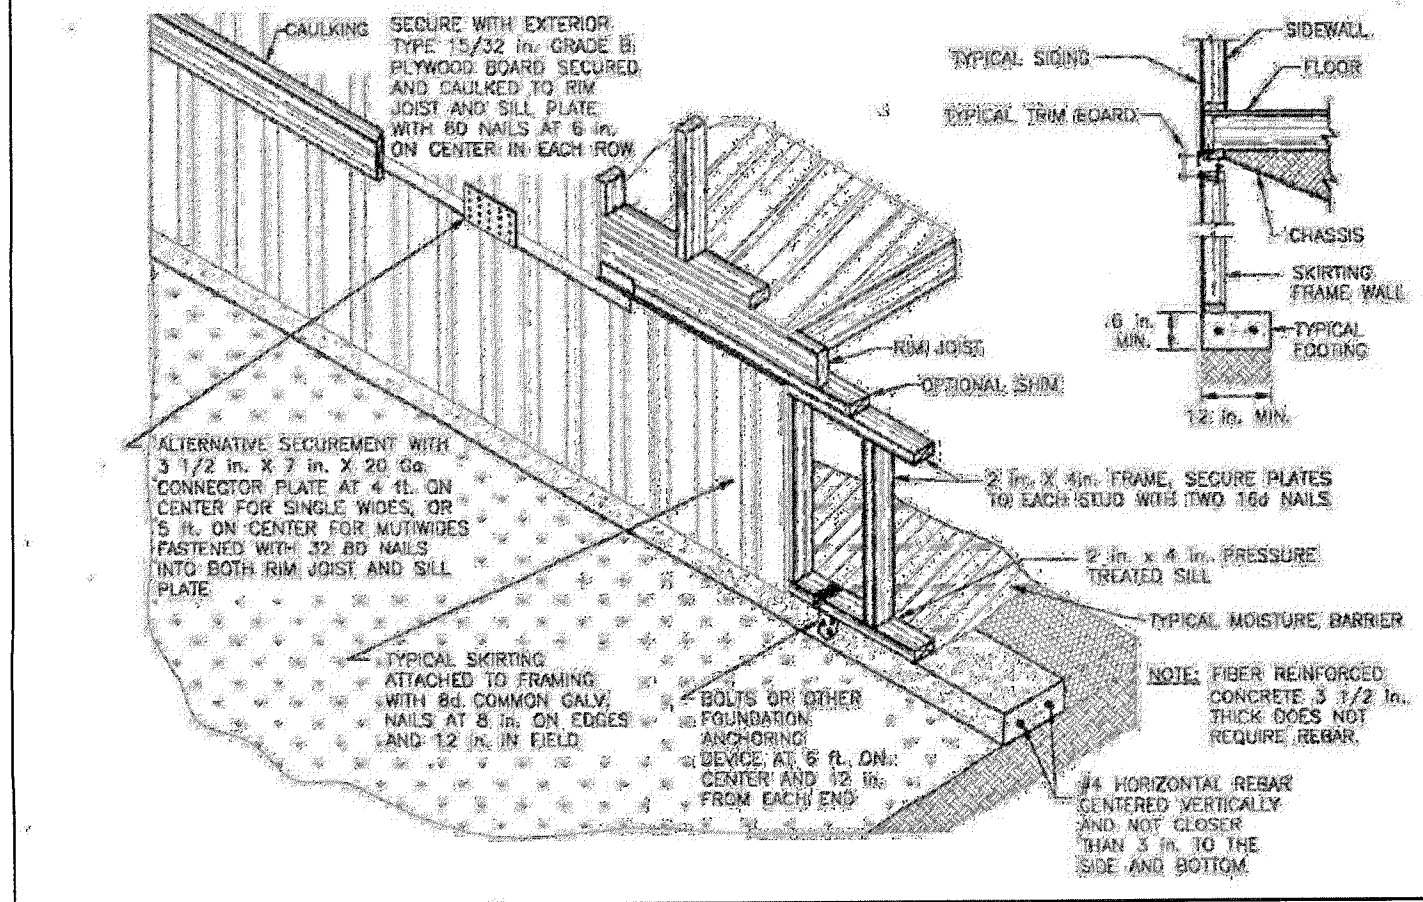 CAULKING
SECURE WITH EXTERIOR
TYPE 15/32 in. GRADE B
PLYWOOD BOARD SECURED
AND CAULKED TO RIM
JOIST AND SILL PLATE
WITH 8D NAILS AT 6 in.
ON CENTER IN EACH ROW
TYPICAL SIDING
TYPICAL TRIM BOARD
SIDEWALL
FLOOR
CHASSIS
SKIRTING
FRAME WALL
6 in.
MIN.
TYPICAL
FOOTING
12 in. MIN.
RIM JOIST
OPTIONAL SHIM
ALTERNATIVE SECUREMENT WITH
3 1/2 in. X 7 in. X 20 Ga.
CONNECTOR PLATE AT 4 ft. ON
CENTER FOR SINGLE WIDES, OR
5 ft. ON CENTER FOR MUTIWIDES
FASTENED WITH 32 8D NAILS
INTO BOTH RIM JOIST AND SILL
PLATE
2 in. X 4in. FRAME, SECURE PLATES
TO EACH STUD WITH TWO 16d NAILS
2 in. x 4 in. PRESSURE
TREATED SILL
TYPICAL MOISTURE BARRIER
TYPICAL SKIRTING
ATTACHED TO FRAMING
WITH 8d COMMON GALV.
NAILS AT 8 in. ON EDGES
AND 12 in. IN FIELD
BOLTS OR OTHER
FOUNDATION
ANCHORING
DEVICE AT 6 ft. ON
CENTER AND 12 in.
FROM EACH END
NOTE: FIBER REINFORCED
CONCRETE 3 1/2 in.
THICK DOES NOT
REQUIRE REBAR.
#4 HORIZONTAL REBAR
CENTERED VERTICALLY
AND NOT CLOSER
THAN 3 in. TO THE
SIDE AND BOTTOM